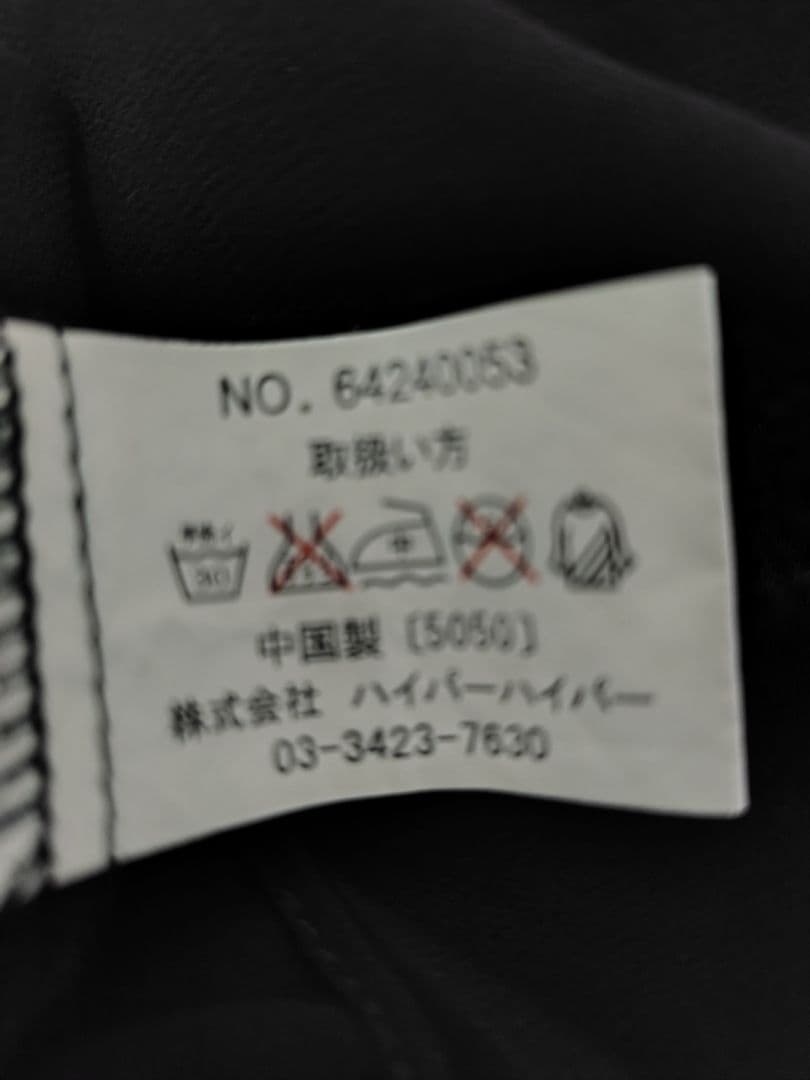 NO. 64240053
取扱い方
30
中国製 (5050)
株式会社 ハイパーハイパー
03-3423-7630